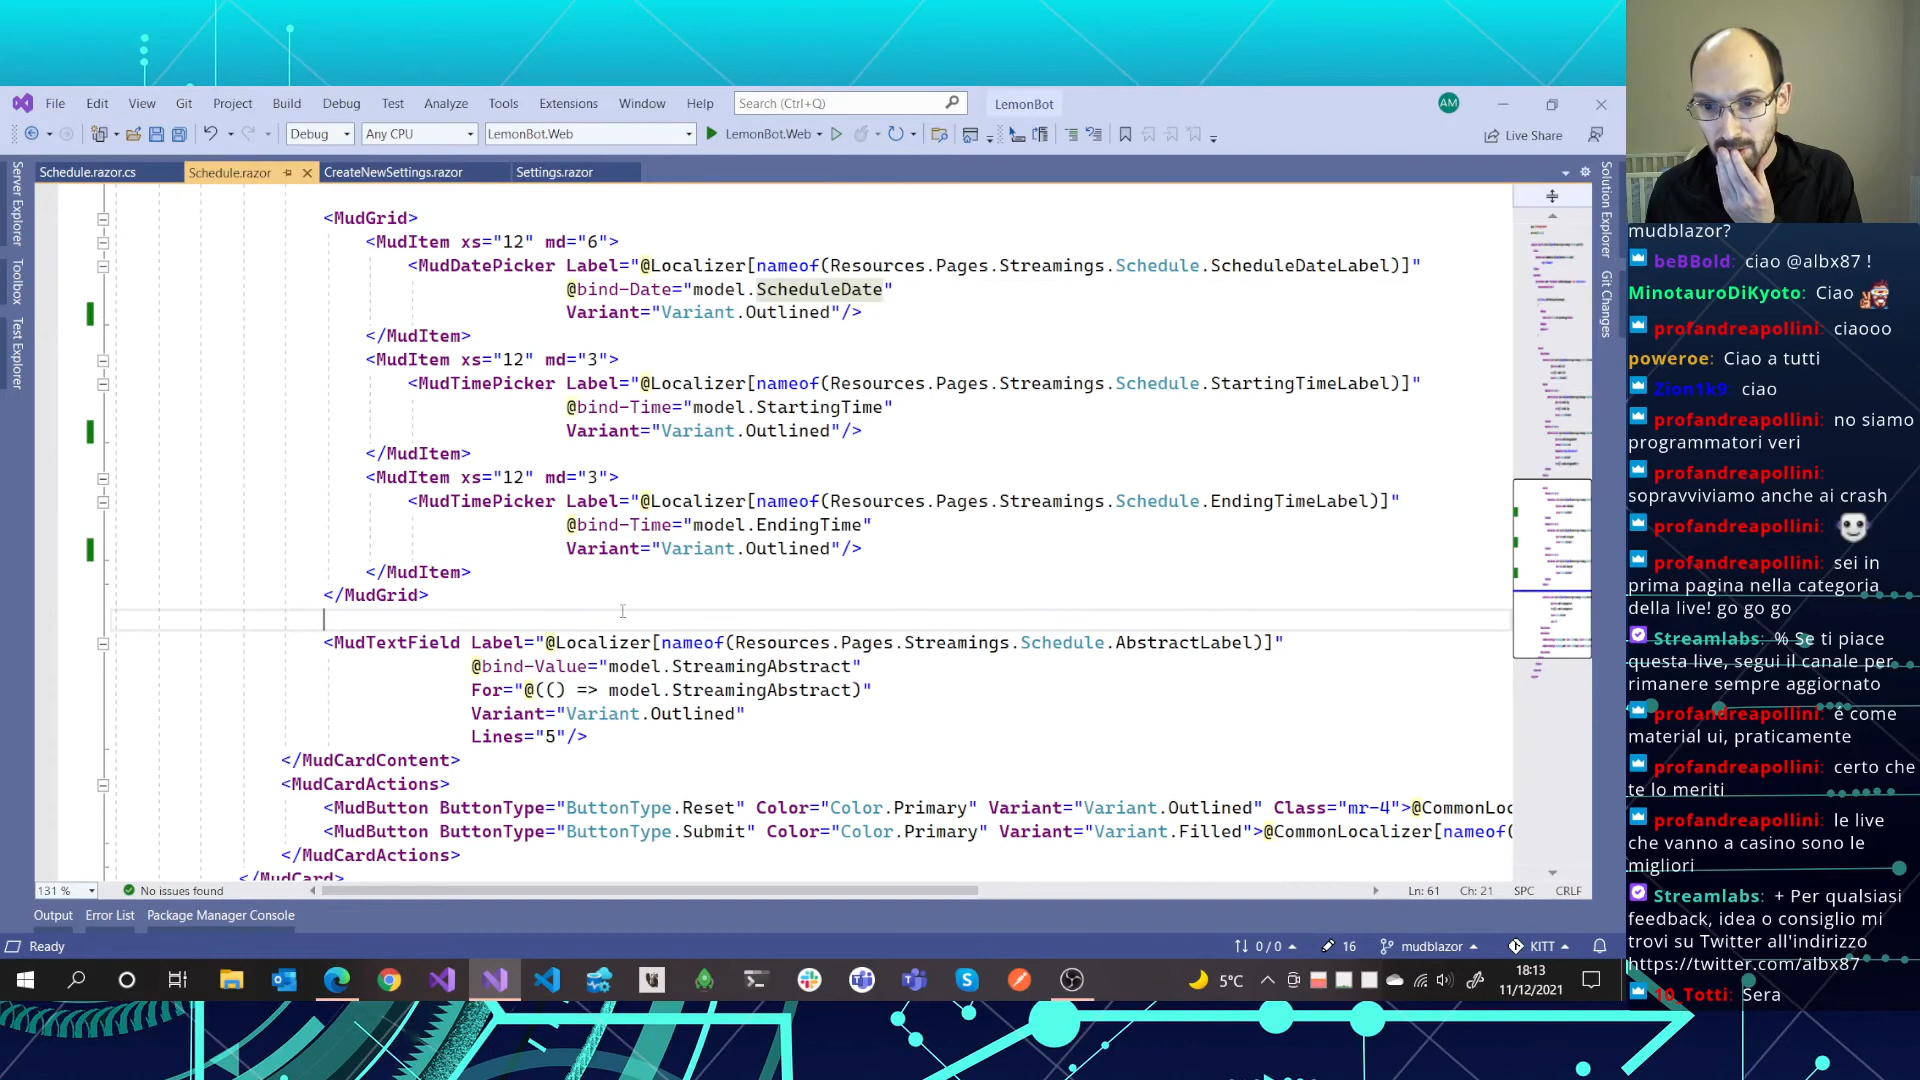 File Edit View Git Project Build Debug Test Analyze Tools Extensions Window Help Search (Ctrl+Q) LemonBot AM
Debug Any CPU LemonBot.Web LemonBot.Web Live Share
Schedule.razor.cs Schedule.razor CreateNewSettings.razor Settings.razor
Server Explorer
Toolbox
Test Explorer
Solution Explorer
Git Changes
<MudGrid>
<MudItem xs="12" md="6">
<MudDatePicker Label="@Localizer[nameof(Resources.Pages.Streamings.Schedule.ScheduleDateLabel)]"
@bind-Date="model.ScheduleDate"
Variant="Variant.Outlined"/>
</MudItem>
<MudItem xs="12" md="3">
<MudTimePicker Label="@Localizer[nameof(Resources.Pages.Streamings.Schedule.StartingTimeLabel)]"
@bind-Time="model.StartingTime"
Variant="Variant.Outlined"/>
</MudItem>
<MudItem xs="12" md="3">
<MudTimePicker Label="@Localizer[nameof(Resources.Pages.Streamings.Schedule.EndingTimeLabel)]"
@bind-Time="model.EndingTime"
Variant="Variant.Outlined"/>
</MudItem>
</MudGrid>
<MudTextField Label="@Localizer[nameof(Resources.Pages.Streamings.Schedule.AbstractLabel)]"
@bind-Value="model.StreamingAbstract"
For="@(() => model.StreamingAbstract)"
Variant="Variant.Outlined"
Lines="5"/>
</MudCardContent>
<MudCardActions>
<MudButton ButtonType="ButtonType.Reset" Color="Color.Primary" Variant="Variant.Outlined" Class="mr-4">@CommonLoc
<MudButton ButtonType="ButtonType.Submit" Color="Color.Primary" Variant="Variant.Filled">@CommonLocalizer[nameof(
</MudCardActions>
</MudCard>
131 % No issues found Ln: 61 Ch: 21 SPC CRLF
Output Error List Package Manager Console
Ready 0 / 0 16 mudblazor KITT
5°C 18:13
11/12/2021
mudblazor?
beBBold: ciao @albx87 !
MinotauroDiKyoto: Ciao
profandreapollini: ciaooo
poweroe: Ciao a tutti
Zion1k9: ciao
profandreapollini: no siamo
programmatori veri
profandreapollini:
sopravviviamo anche ai crash
profandreapollini:
profandreapollini: sei in
prima pagina nella categoria
della live! go go go
Streamlabs: % Se ti piace
questa live, segui il canale per
rimanere sempre aggiornato
profandreapollini: é come
material ui, praticamente
profandreapollini: certo che
te lo meriti
profandreapollini: le live
che vanno a casino sono le
migliori
Streamlabs: + Per qualsiasi
feedback, idea o consiglio mi
trovi su Twitter all'indirizzo
https://twitter.com/albx87
10_Totti: Sera